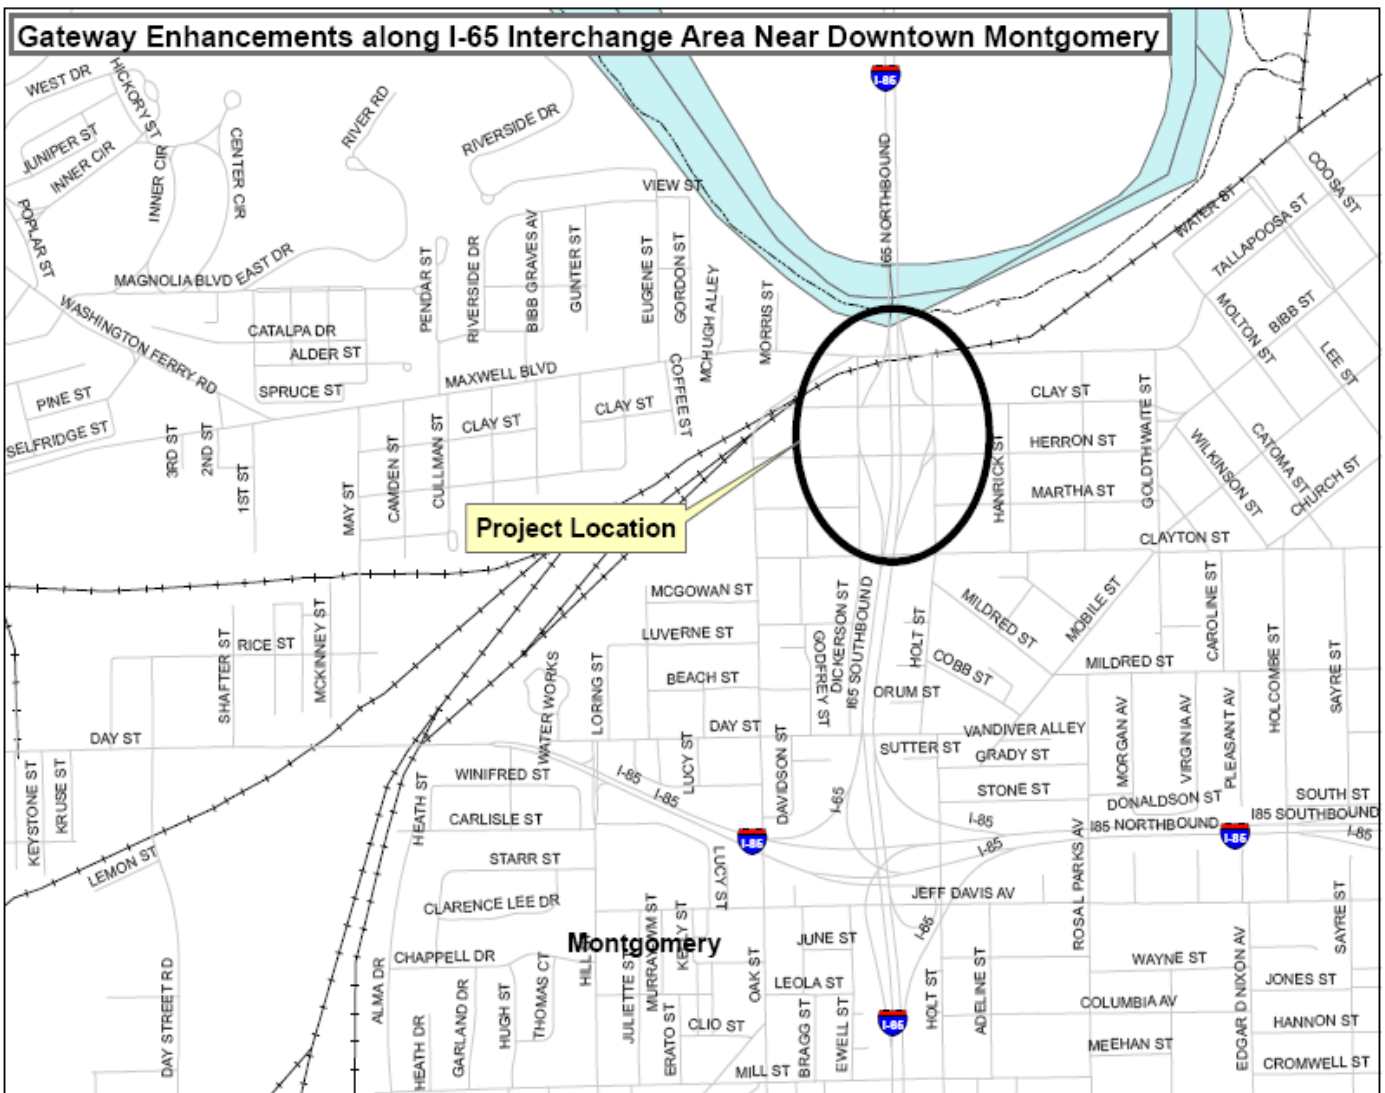 Gateway Enhancements along I-65 Interchange Area Near Downtown Montgomery
WEST DR
HICKORY ST
JUNIPER ST
INNER CIR
INNER CIR
CENTER CIR
RIVER RD
RIVERSIDE DR
POPLAR ST
EAST DR
MAGNOLIA BLVD
WASHINGTON FERRY RD
VIEW ST
PENDAR ST
RIVERSIDE DR
BIBB GRAVES AV
GUNTER ST
EUGENE ST
GORDON ST
MCHUGH ALLEY
MORRIS ST
I65 NORTHBOUND
WATER ST
COOSA ST
TALLAPOOSA ST
MOLTON ST
BIBB ST
LEE ST
CATALPA DR
ALDER ST
SPRUCE ST
MAXWELL BLVD
COFFEE ST
PINE ST
SELFRIDGE ST
3RD ST
2ND ST
1ST ST
MAY ST
CAMDEN ST
CULLMAN ST
CLAY ST
CLAY ST
CLAY ST
HERRON ST
MARTHA ST
HANRICK ST
GOLDTHWAITE ST
WILKINSON ST
CATOMA ST
CHURCH ST
CLAYTON ST
Project Location
MCGOWAN ST
LUVERNE ST
BEACH ST
DAY ST
GODFREY ST
DICKERSON ST
I65 SOUTHBOUND
HOLT ST
MILDRED ST
MOBILE ST
COBB ST
ORUM ST
MILDRED ST
CAROLINE ST
HOLCOMBE ST
SAYRE ST
SHAFTER ST
RICE ST
MCKINNEY ST
WATER WORKS
LORING ST
DAY ST
LUCY ST
DAVIDSON ST
VANDIVER ALLEY
SUTTER ST
GRADY ST
STONE ST
MORGAN AV
VIRGINIA AV
PLEASANT AV
DONALDSON ST
SOUTH ST
I85 NORTHBOUND
I85 SOUTHBOUND
I-85
KEYSTONE ST
KRUSE ST
LEMON ST
HEATH ST
WINIFRED ST
CARLISLE ST
STARR ST
CLARENCE LEE DR
CHAPPELL DR
I-85
I-85
I-85
I-85
LUCY ST
JEFF DAVIS AV
ROSAL PARKS AV
Montgomery
HILL ST
JULIETTE ST
MURRAY WM ST
KELLY ST
OAK ST
JUNE ST
LEOLA ST
CLIO ST
ERATO ST
MILL ST
BRAGG ST
EWELL ST
HOLT ST
ADELINE ST
WAYNE ST
COLUMBIA AV
MEEHAN ST
EDGAR D NIXON AV
SAYRE ST
JONES ST
HANNON ST
CROMWELL ST
DAY STREET RD
ALMA DR
HEATH DR
GARLAND DR
HUGH ST
THOMAS CT